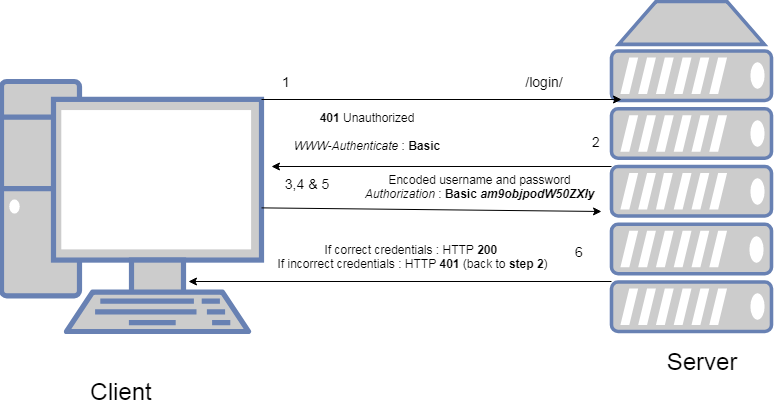 1 /login/
401 Unauthorized
WWW-Authenticate : Basic
2
3,4 & 5
Encoded username and password
Authorization : Basic am9objpodW50ZXIy
If correct credentials : HTTP 200
If incorrect credentials : HTTP 401 (back to step 2)
6
Server
Client